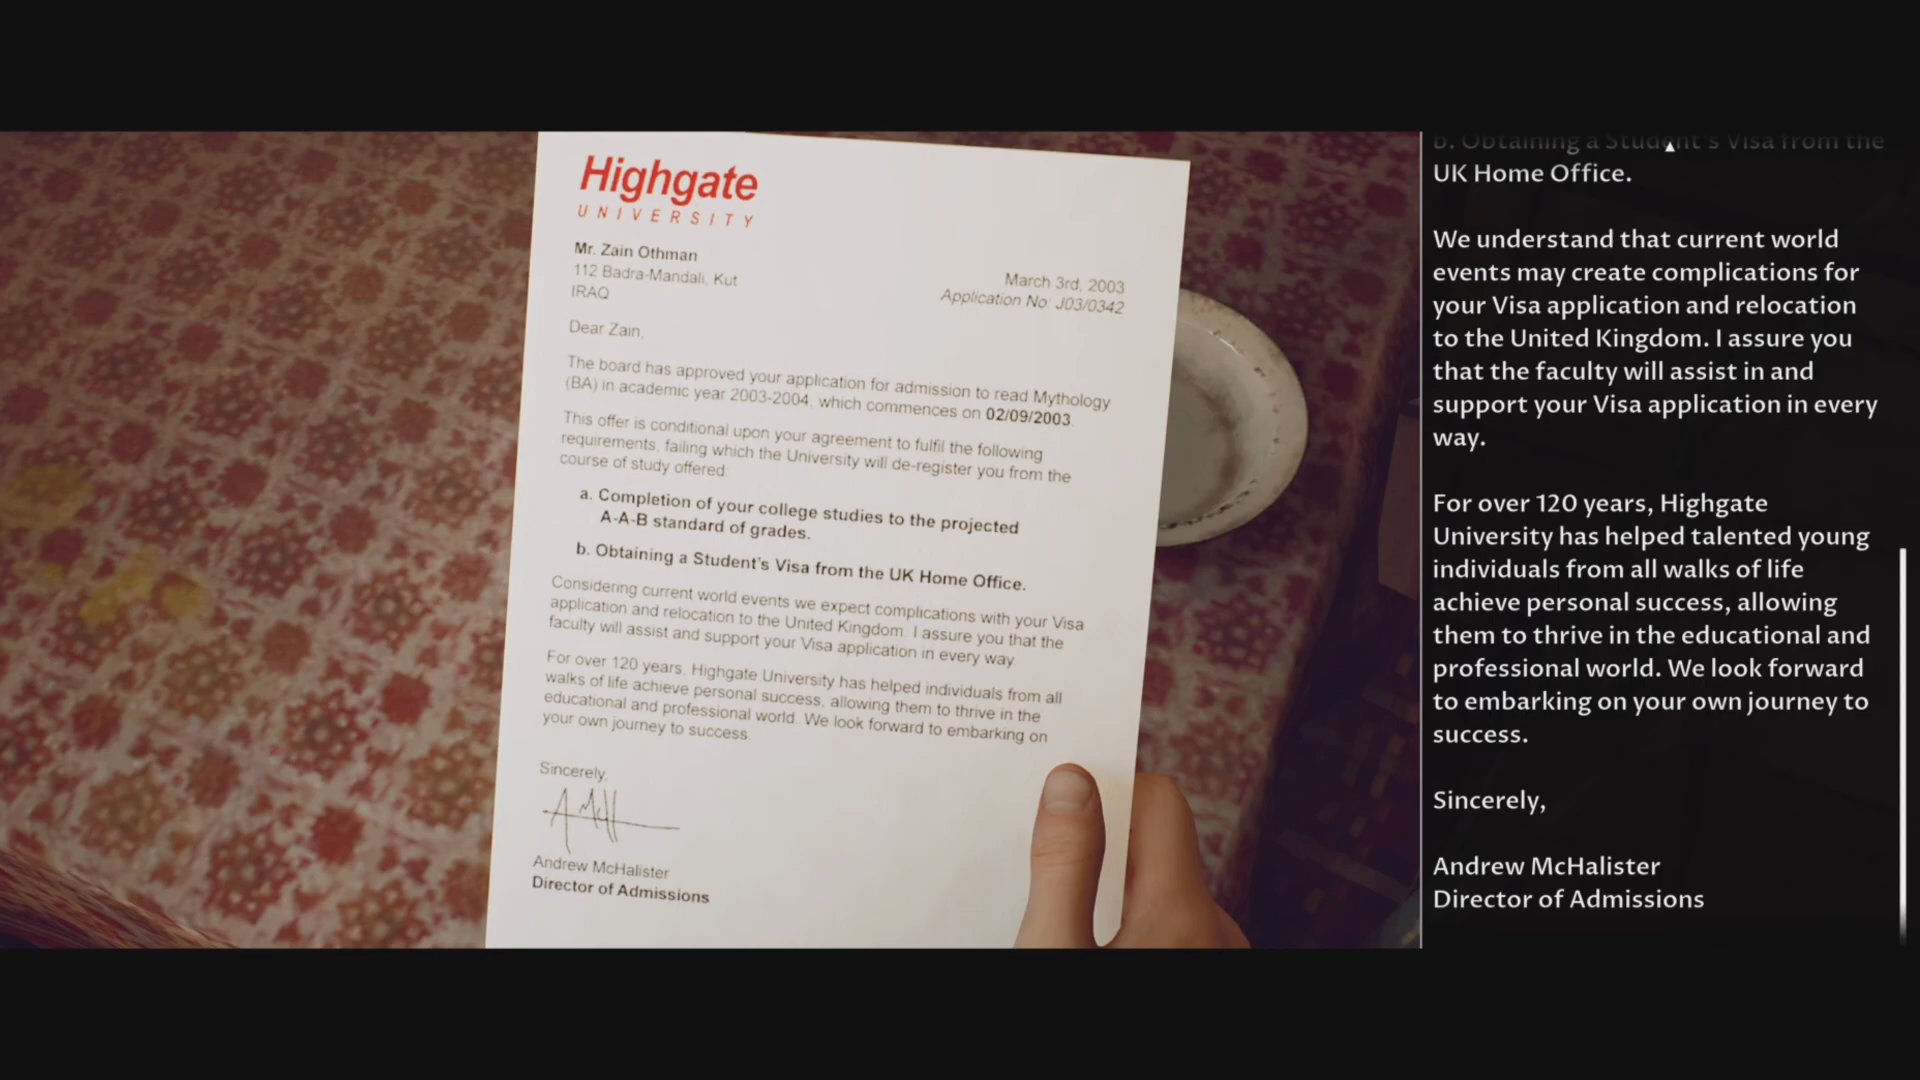 Highgate
UNIVERSITY
Mr. Zain Othman
112 Badra-Mandali, Kut
IRAQ
March 3rd, 2003
Application No: J03/0342
Dear Zain,
The board has approved your application for admission to read Mythology
(BA) in academic year 2003-2004, which commences on 02/09/2003.
This offer is conditional upon your agreement to fulfil the following
requirements, failing which the University will de-register you from the
course of study offered:
a. Completion of your college studies to the projected
A-A-B standard of grades.
b. Obtaining a Student's Visa from the UK Home Office.
Considering current world events we expect complications with your Visa
application and relocation to the United Kingdom. I assure you that the
faculty will assist and support your Visa application in every way.
For over 120 years, Highgate University has helped individuals from all
walks of life achieve personal success, allowing them to thrive in the
educational and professional world. We look forward to embarking on
your own journey to success.
Sincerely,
Andrew McHalister
Director of Admissions
b. Obtaining a Student's Visa from the
UK Home Office.
We understand that current world
events may create complications for
your Visa application and relocation
to the United Kingdom. I assure you
that the faculty will assist in and
support your Visa application in every
way.
For over 120 years, Highgate
University has helped talented young
individuals from all walks of life
achieve personal success, allowing
them to thrive in the educational and
professional world. We look forward
to embarking on your own journey to
success.
Sincerely,
Andrew McHalister
Director of Admissions